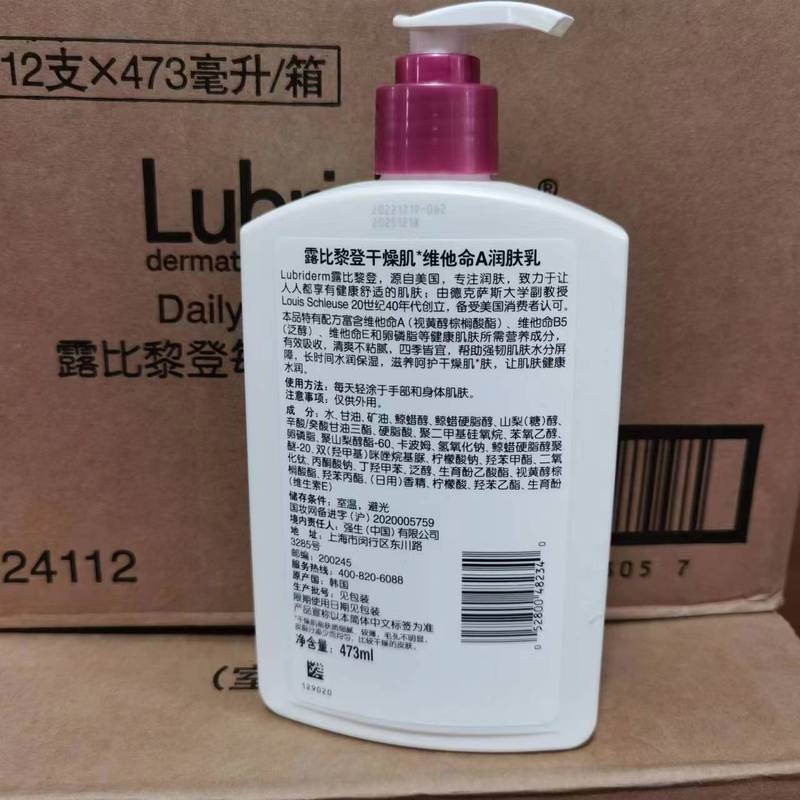 12支×473毫升/箱
Lubri
®
dermat
Daily
露比黎登
24112
(室
20221219-062
20251218
露比黎登干燥肌*维他命A润肤乳
Lubriderm露比黎登，源自美国，专注润肤，致力于让
人人都享有健康舒适的肌肤；由德克萨斯大学副教授
Louis Schleuse 20世纪40年代创立，备受美国消费者认可。
本品特有配方富含维他命A（视黄醇棕榈酸酯）、维他命B5
（泛醇）、维他命E和卵磷脂等健康肌肤所需营养成分，
有效吸收，清爽不粘腻，四季皆宜，帮助强韧肌肤水分屏
障，长时间水润保湿，滋养呵护干燥肌*肤，让肌肤健康
水润。
使用方法：每天轻涂于手部和身体肌肤。
注意事项：仅供外用。
成 分：水、甘油、矿油、鲸蜡醇、鲸蜡硬脂醇、山梨（糖）醇、
辛酸/癸酸甘油三酯、硬脂酸、聚二甲基硅氧烷、苯氧乙醇、
卵磷脂、聚山梨醇酯-60、卡波姆、氢氧化钠、鲸蜡硬脂醇聚
醚-20、双（羟甲基）咪唑烷基脲、柠檬酸钠、羟苯甲酯、二氧
化钛、丙酮酸钠、丁羟甲苯、泛醇、生育酚乙酸酯、视黄醇棕
榈酸酯、羟苯丙酯、（日用）香精、柠檬酸、羟苯乙酯、生育酚
（维生素E）
储存条件：室温，避光
国妆网备进字（沪）2020005759
境内责任人：强生（中国）有限公司
地 址：上海市闵行区东川路
3285号
邮编：200245
服务热线：400-820-6088
原产国：韩国
生产批号：见包装
限期使用日期见包装
产品宣称以本简体中文标签为准
净含量：473ml
129020
0 52800 48234 0
305 7